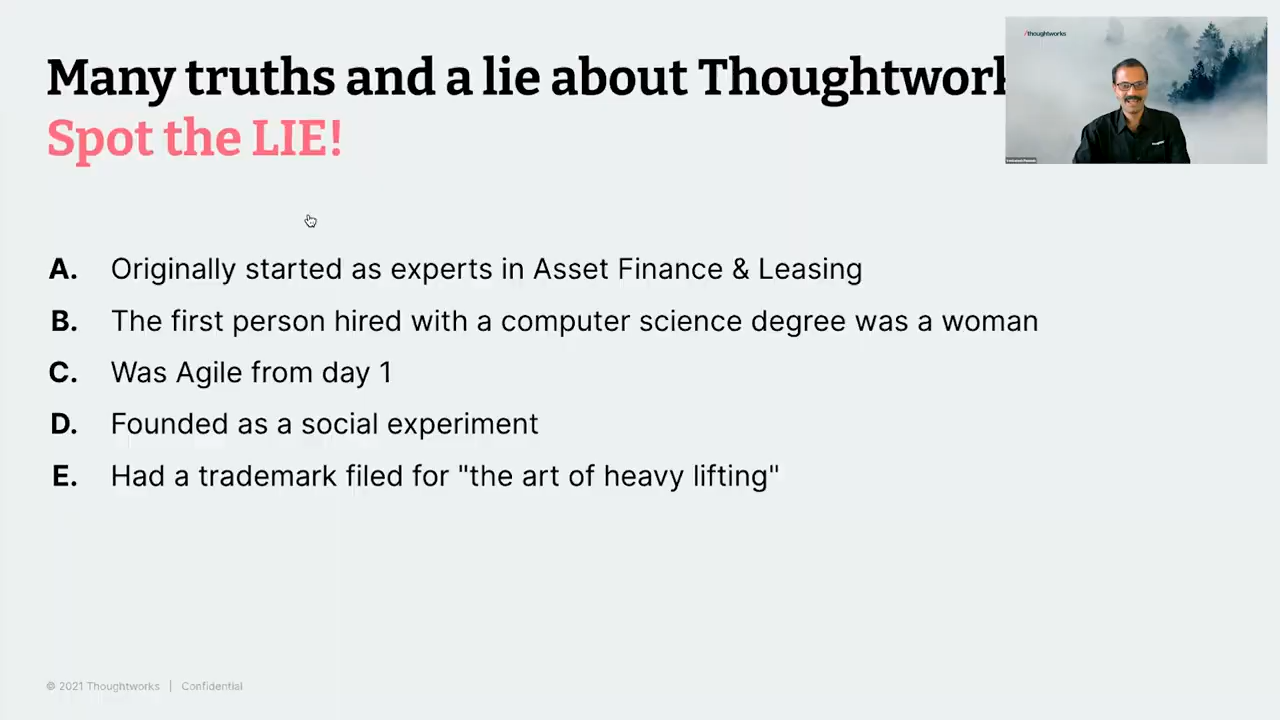 Many truths and a lie about Thoughtwork
Spot the LIE!
/thoughtworks
A. Originally started as experts in Asset Finance & Leasing
B. The first person hired with a computer science degree was a woman
C. Was Agile from day 1
D. Founded as a social experiment
E. Had a trademark filed for "the art of heavy lifting"
© 2021 Thoughtworks | Confidential